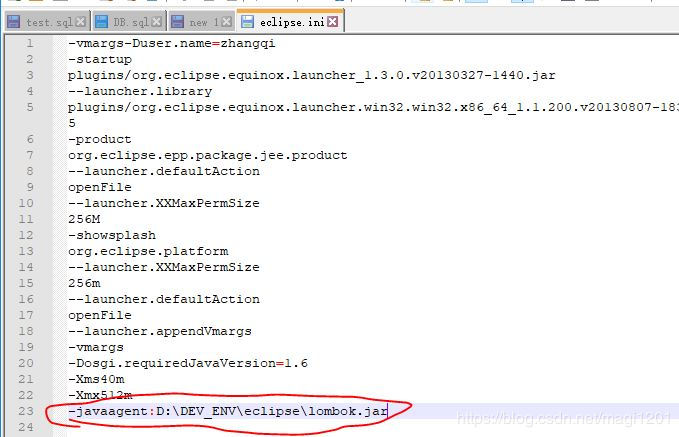 test.sql
DB.sql
new 1
eclipse.ini
1 -vmargs-Duser.name=zhangqi
2 -startup
3 plugins/org.eclipse.equinox.launcher_1.3.0.v20130327-1440.jar
4 --launcher.library
5 plugins/org.eclipse.equinox.launcher.win32.win32.x86_64_1.1.200.v20130807-183
5
6 -product
7 org.eclipse.epp.package.jee.product
8 --launcher.defaultAction
9 openFile
10 --launcher.XXMaxPermSize
11 256M
12 -showsplash
13 org.eclipse.platform
14 --launcher.XXMaxPermSize
15 256m
16 --launcher.defaultAction
17 openFile
18 --launcher.appendVmargs
19 -vmargs
20 -Dosgi.requiredJavaVersion=1.6
21 -Xms40m
22 -Xmx512m
23 -javaagent:D:\DEV_ENV\eclipse\lombok.jar
24
https://blog.csdn.net/magi1201